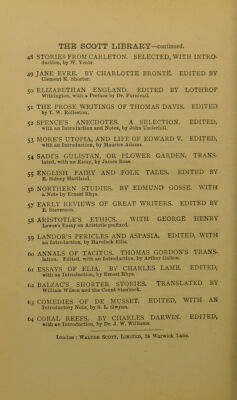 THE SCOTT LIBRARY—continued.
48 STORIES FROM CARLETON. SELECTED, WITH INTRO-
duction, by W. Yeats.
49 JANE EYRE. BY CHARLOTTE BRONTË. EDITED BY
Clement K. Shorter.
50 ELIZABETHAN ENGLAND. EDITED BY LOTHROP
Withington, with a Preface by Dr. Furnivall.
51 THE PROSE WRITINGS OF THOMAS DAVIS. EDITED
by T. W. Rolleston.
52 SPENCE'S ANECDOTES. A SELECTION. EDITED,
with an Introduction and Notes, by John Underhill.
53 MORE'S UTOPIA, AND LIFE OF EDWARD V. EDITED,
with an Introduction, by Maurice Adams.
54 SADI'S GULISTAN, OR FLOWER GARDEN. TRANS-
lated, with an Essay, by James Ross.
55 ENGLISH FAIRY AND FOLK TALES. EDITED BY
E. Sidney Hartland.
56 NORTHERN STUDIES. BY EDMUND GOSSE. WITH
a Note by Ernest Rhys.
57 EARLY REVIEWS OF GREAT WRITERS. EDITED BY
E. Stevenson.
58 ARISTOTLE'S ETHICS. WITH GEORGE HENRY
Lewes's Essay on Aristotle prefixed.
59 LANDOR'S PERICLES AND ASPASIA. EDITED, WITH
an Introduction, by Havelock Ellis.
60 ANNALS OF TACITUS. THOMAS GORDON'S TRANS-
lation. Edited, with an Introduction, by Arthur Galton.
61 ESSAYS OF ELIA. BY CHARLES LAMB. EDITED,
with an Introduction, by Ernest Rhys.
62 BALZAC'S SHORTER STORIES. TRANSLATED BY
William Wilson and the Count Stenbock.
63 COMEDIES OF DE MUSSET. EDITED, WITH AN
Introductory Note, by S. L. Gwynn.
64 CORAL REEFS. BY CHARLES DARWIN. EDITED,
with an Introduction, by Dr. J. W. Williams.
London: WALTER SCOTT, LIMITED, 24 Warwick Lane.